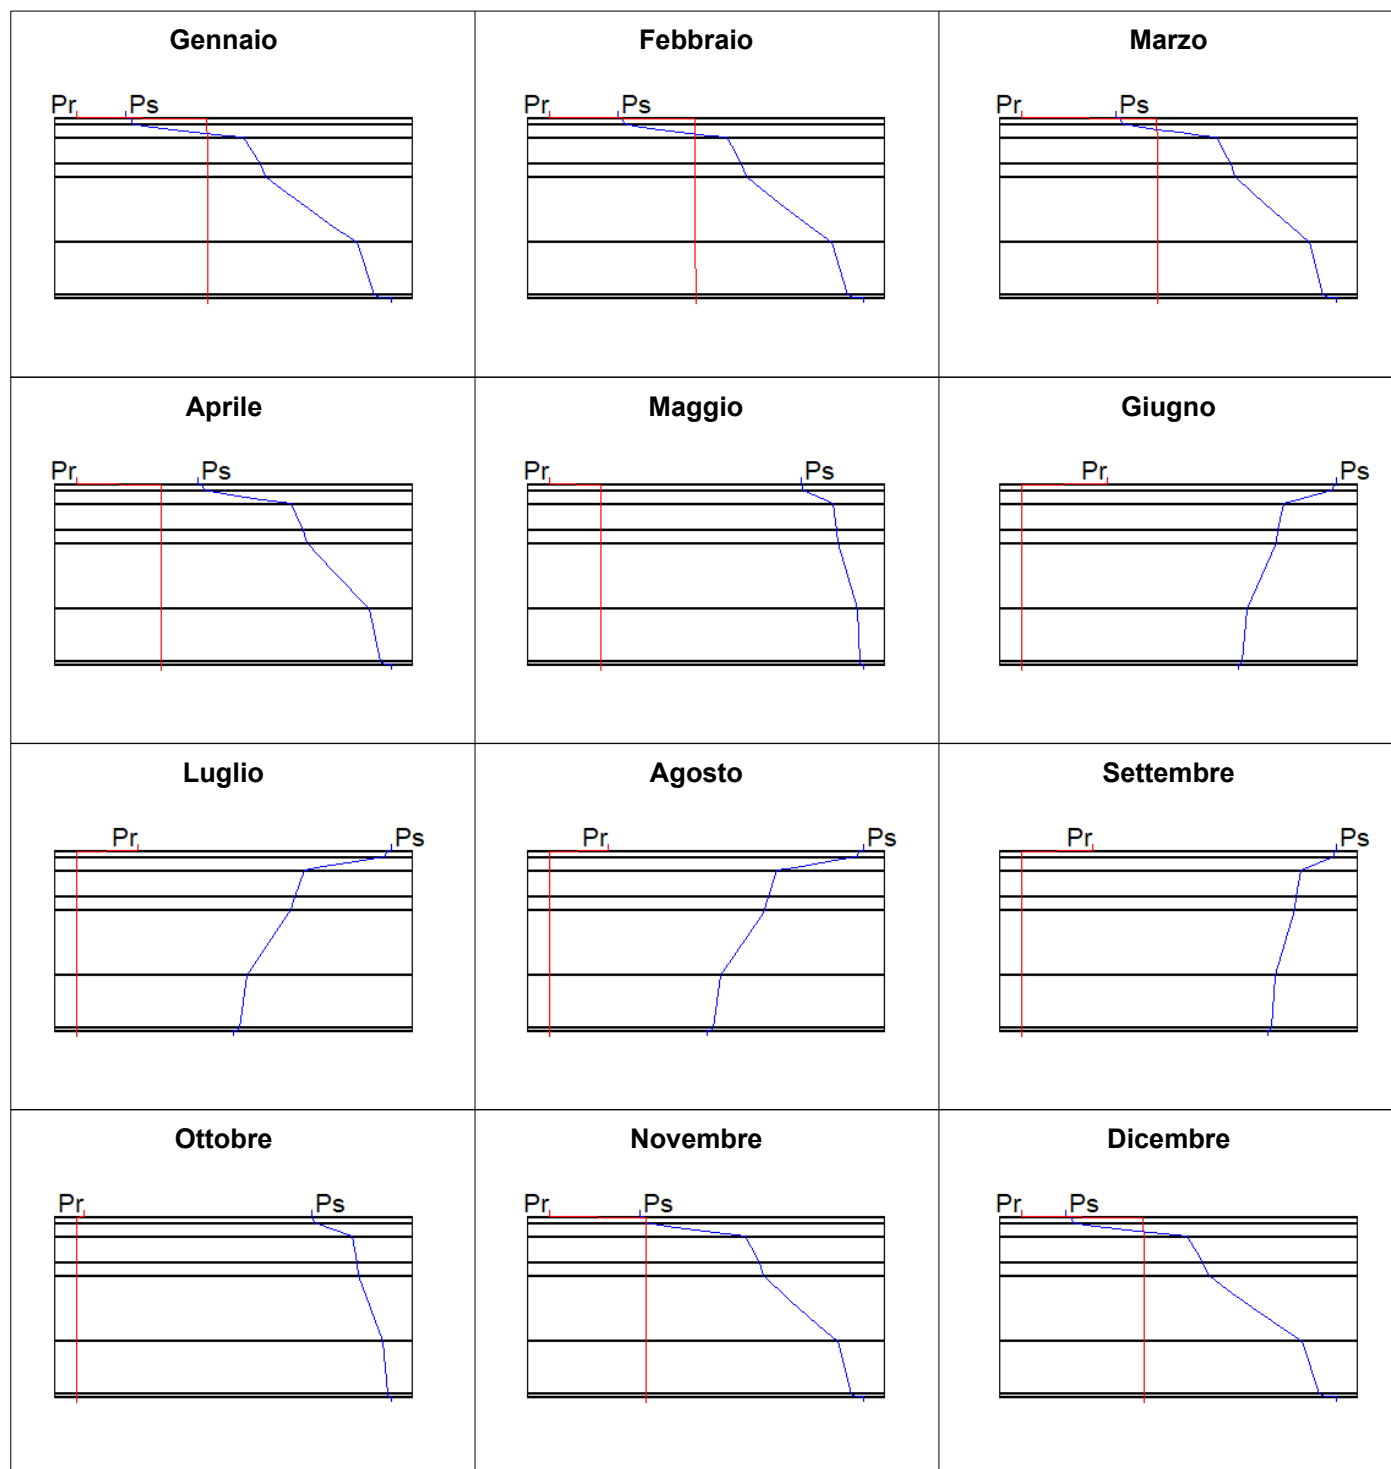 Gennaio Febbraio Marzo
Pr Ps Pr Ps Pr Ps
Aprile Maggio Giugno
Pr Ps Pr Ps Pr Ps
Luglio Agosto Settembre
Pr Ps Pr Ps Pr Ps
Ottobre Novembre Dicembre
Pr Ps Pr Ps Pr Ps